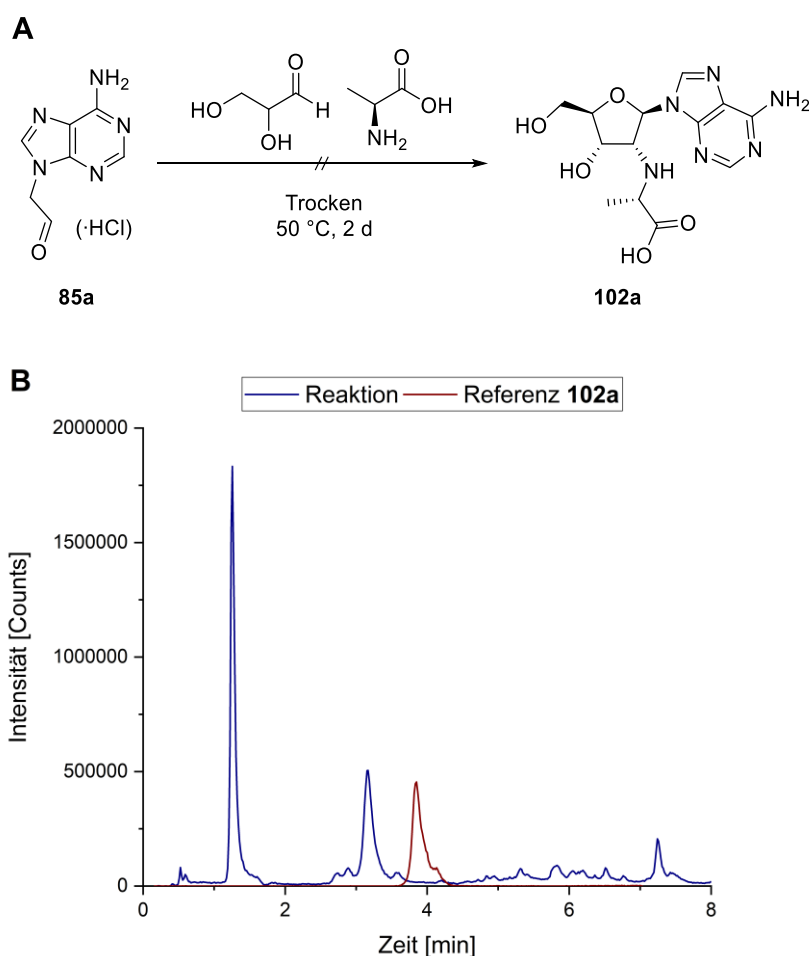 A
NH2
N
N
N
N
O
(·HCl)
85a
O
HO
H
OH
O
OH
NH2
Trocken
50 °C, 2 d
HO
O
N
N
NH2
N
N
HO
NH
O
HO
102a
B
Reaktion
Referenz 102a
2000000
1500000
1000000
500000
0
Intensität [Counts]
0 2 4 6 8
Zeit [min]